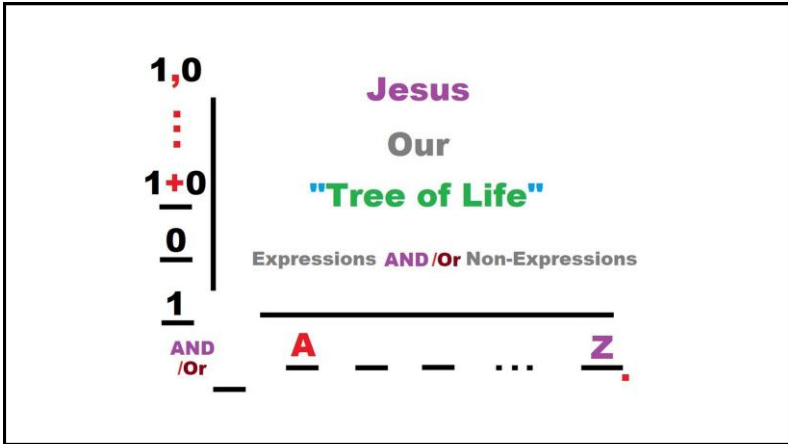 1,0
⋮
1+0
0
1
AND
/Or
Jesus
Our
"Tree of Life"
Expressions AND/Or Non-Expressions
_ A _ _ ... Z.